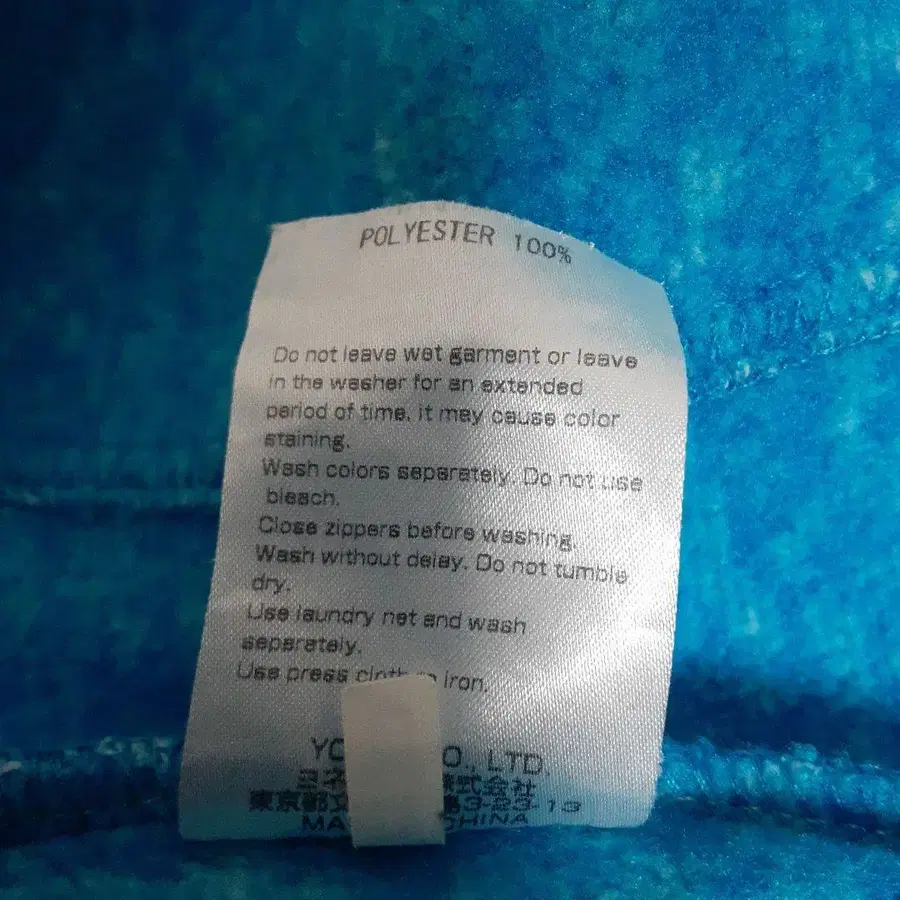 POLYESTER 100%
Do not leave wet garment or leave
in the washer for an extended
period of time. it may cause color
staining.
Wash colors separately. Do not use
bleach.
Close zippers before washing.
Wash without delay. Do not tumble
dry.
Use laundry net and wash
separately.
Use press iron.
LTD.
式会社
東京都 3-23-13
CHINA